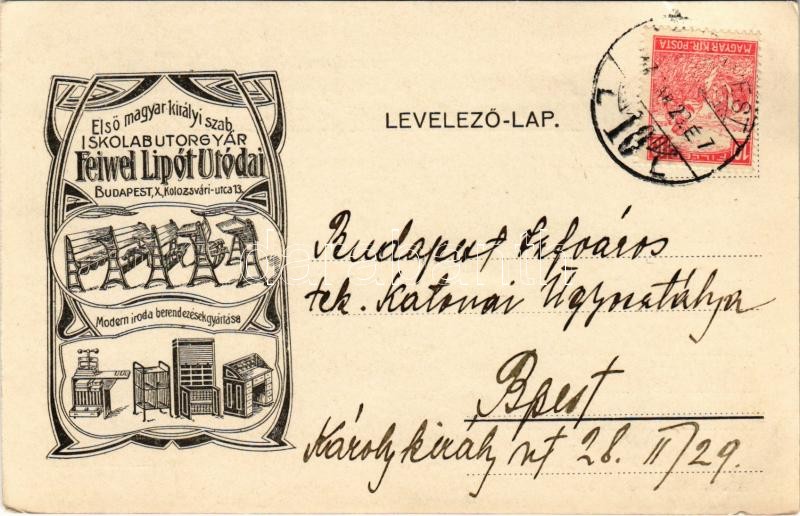 Első magyar királyi szab.
ISKOLABUTORGYÁR
Feiwel Lipót Utódai
BUDAPEST, X, Kolozsvári-utca 13.
Modern iroda berendezések gyártása
LEVELEZŐ-LAP.
MAGYAR KIR. POSTA
Budapest Szfőváros
tek. Katonai Ügyosztálya
Bpest
Károly király út 28. II/29.